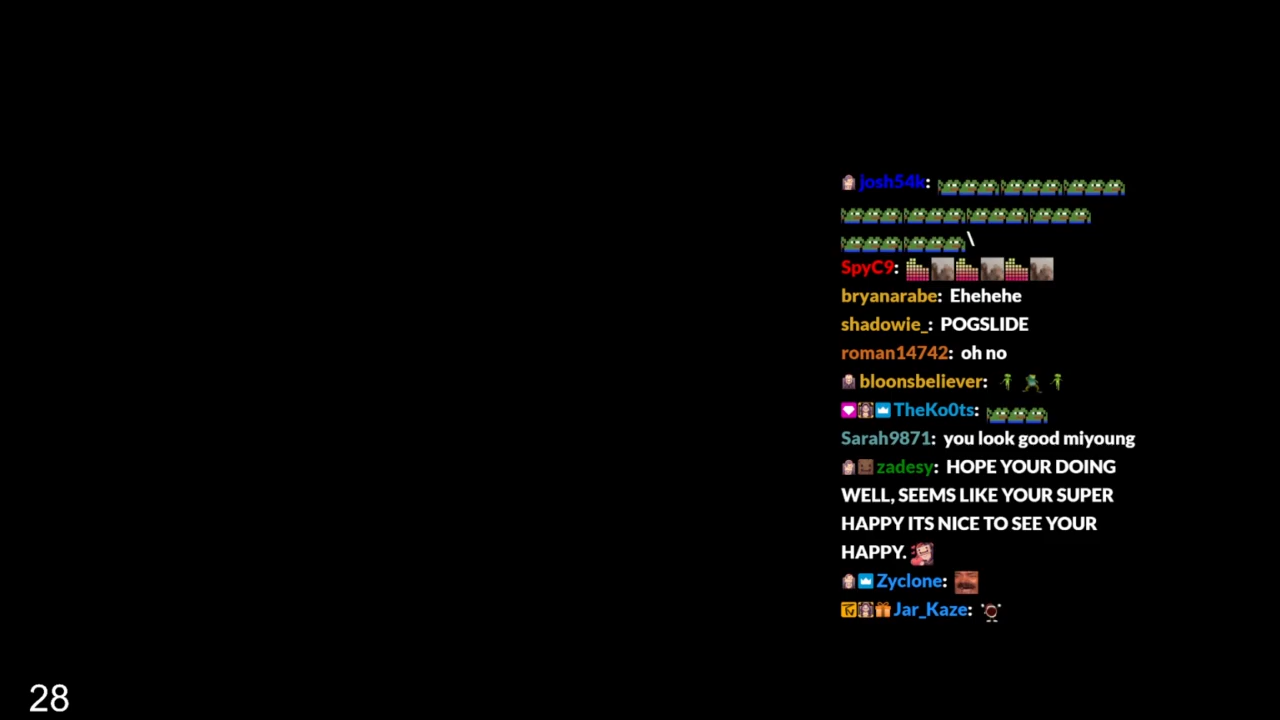 josh54k:
\
SpyC9:
bryanarabe: Ehehehe
shadowie_: POGSLIDE
roman14742: oh no
bloonsbeliever:
TheKo0ts:
Sarah9871: you look good miyoung
zadesy: HOPE YOUR DOING
WELL, SEEMS LIKE YOUR SUPER
HAPPY ITS NICE TO SEE YOUR
HAPPY.
Zyclone:
Jar_Kaze:
28